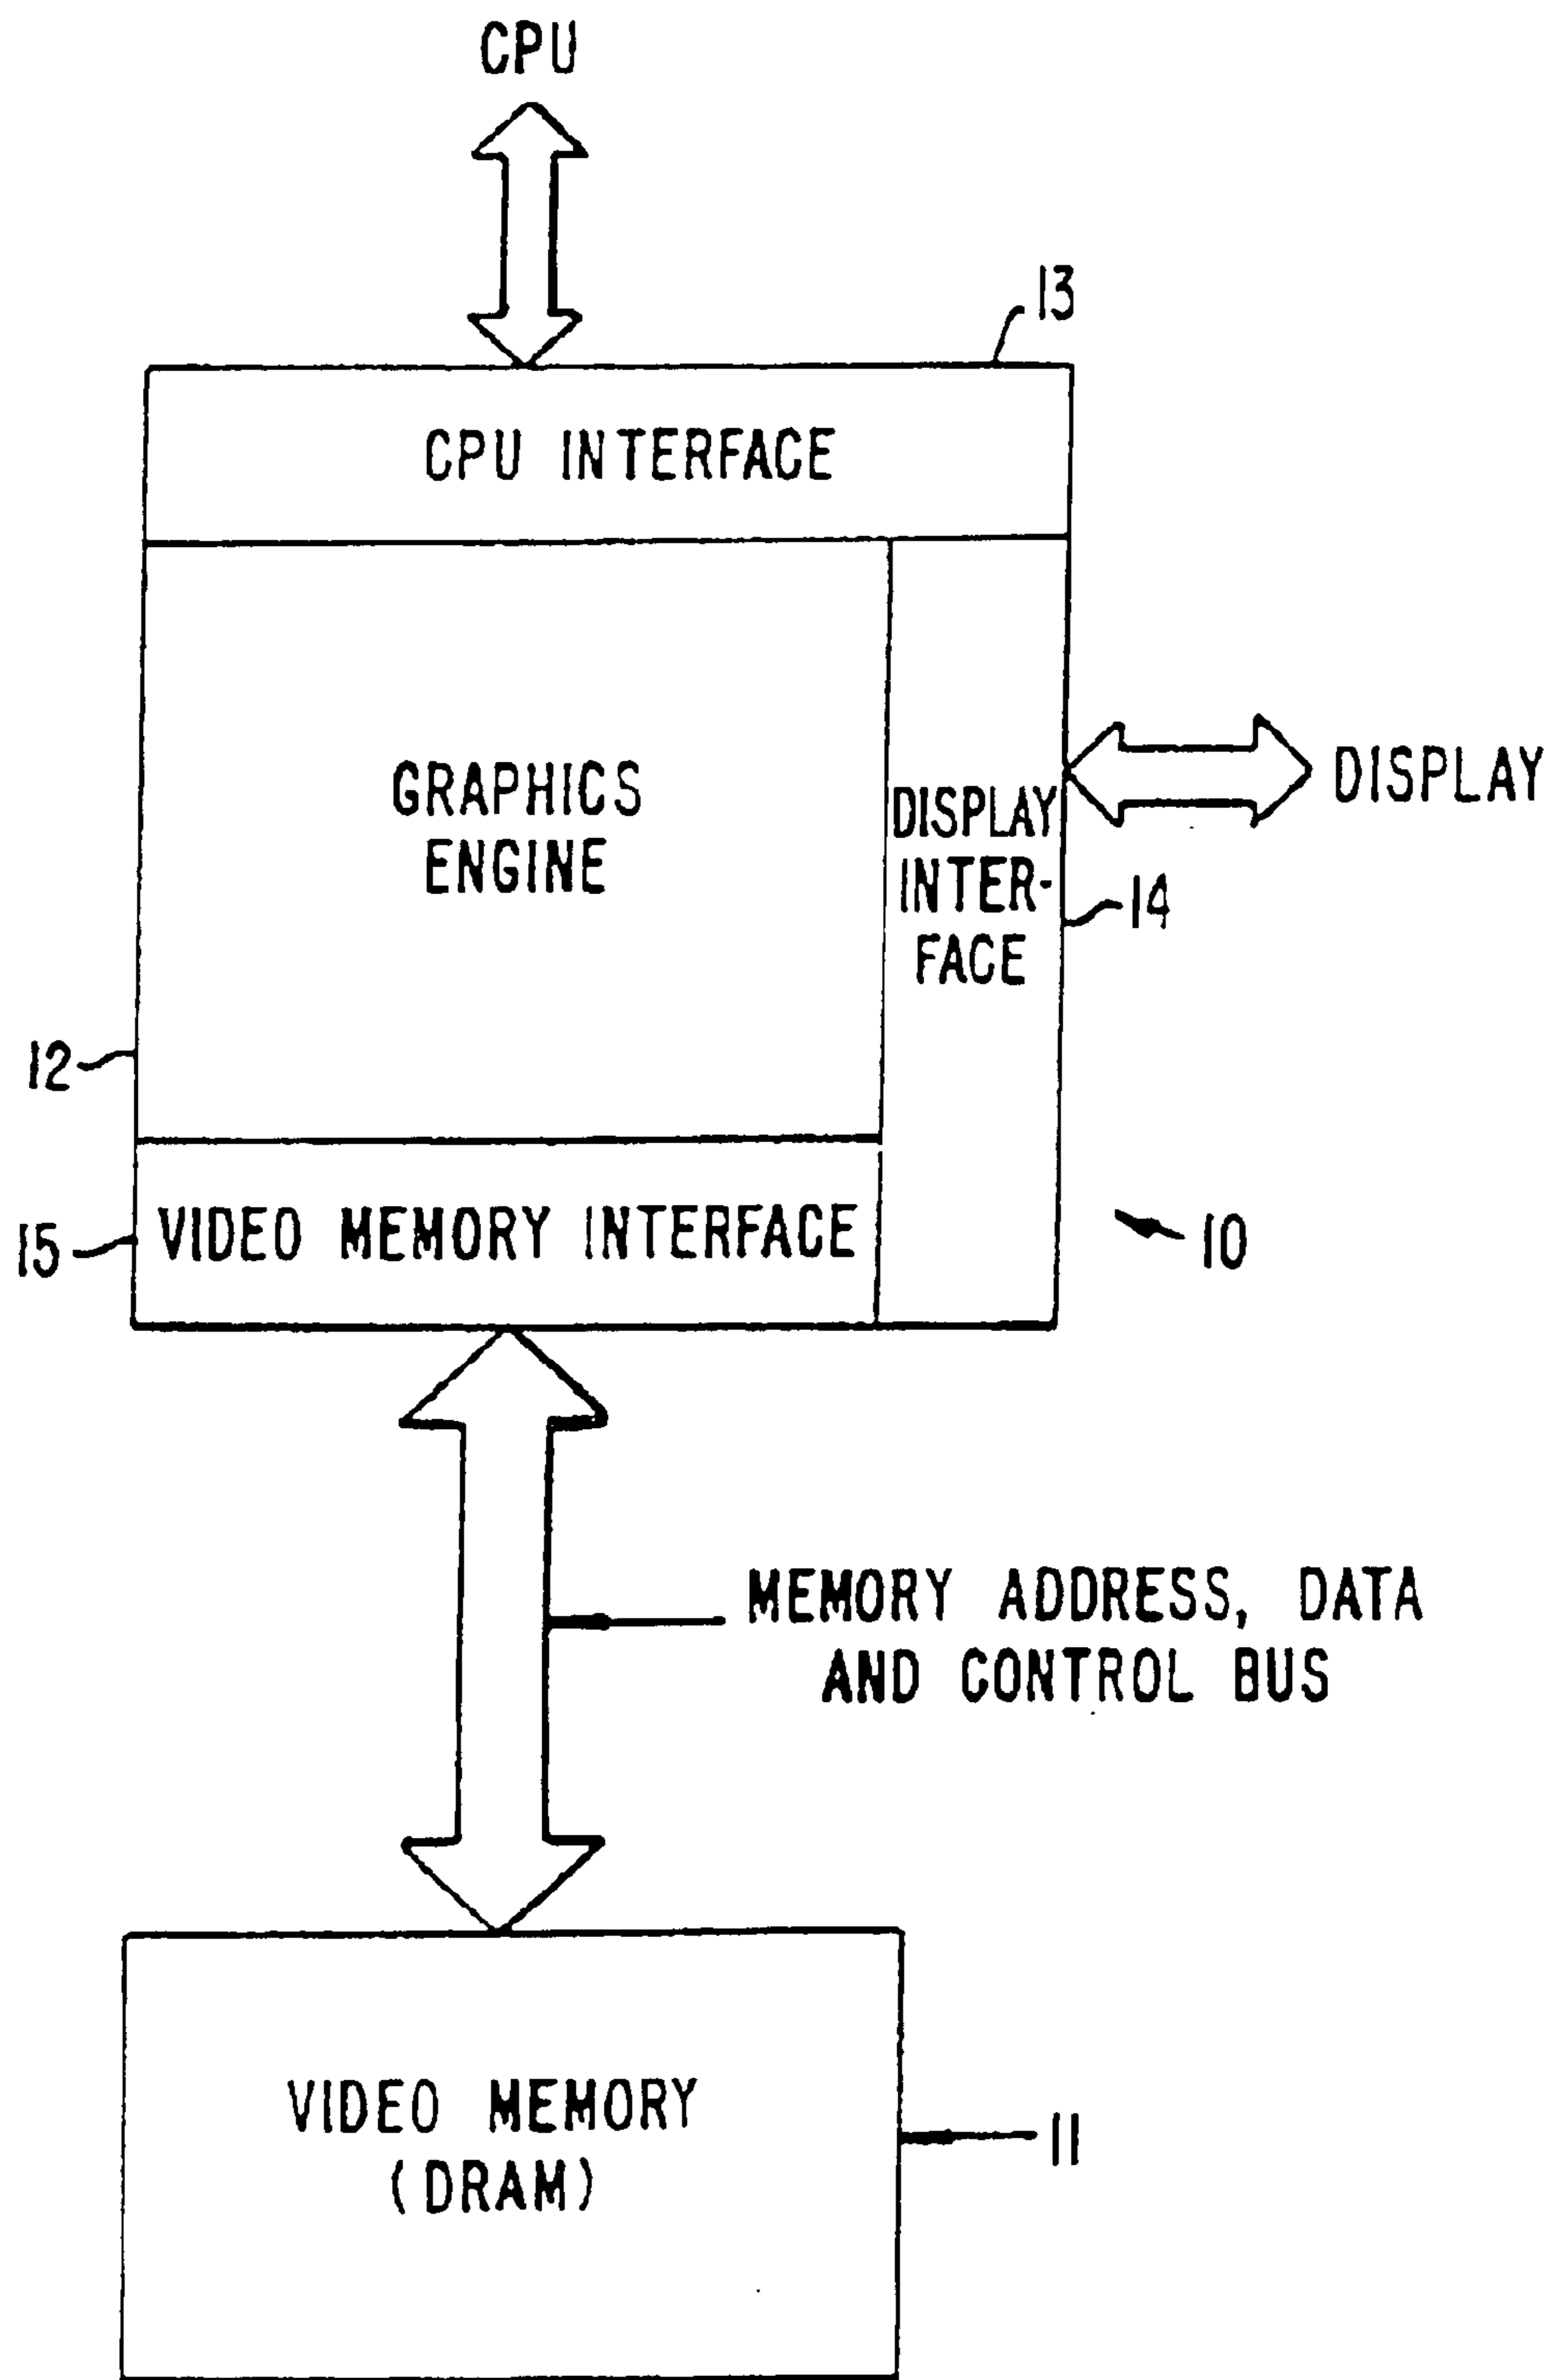 CPU
13
CPU INTERFACE
GRAPHICS
ENGINE
DISPLAY
INTER-
FACE
DISPLAY
14
12
15
VIDEO MEMORY INTERFACE
10
MEMORY ADDRESS, DATA
AND CONTROL BUS
VIDEO MEMORY
(DRAM)
11